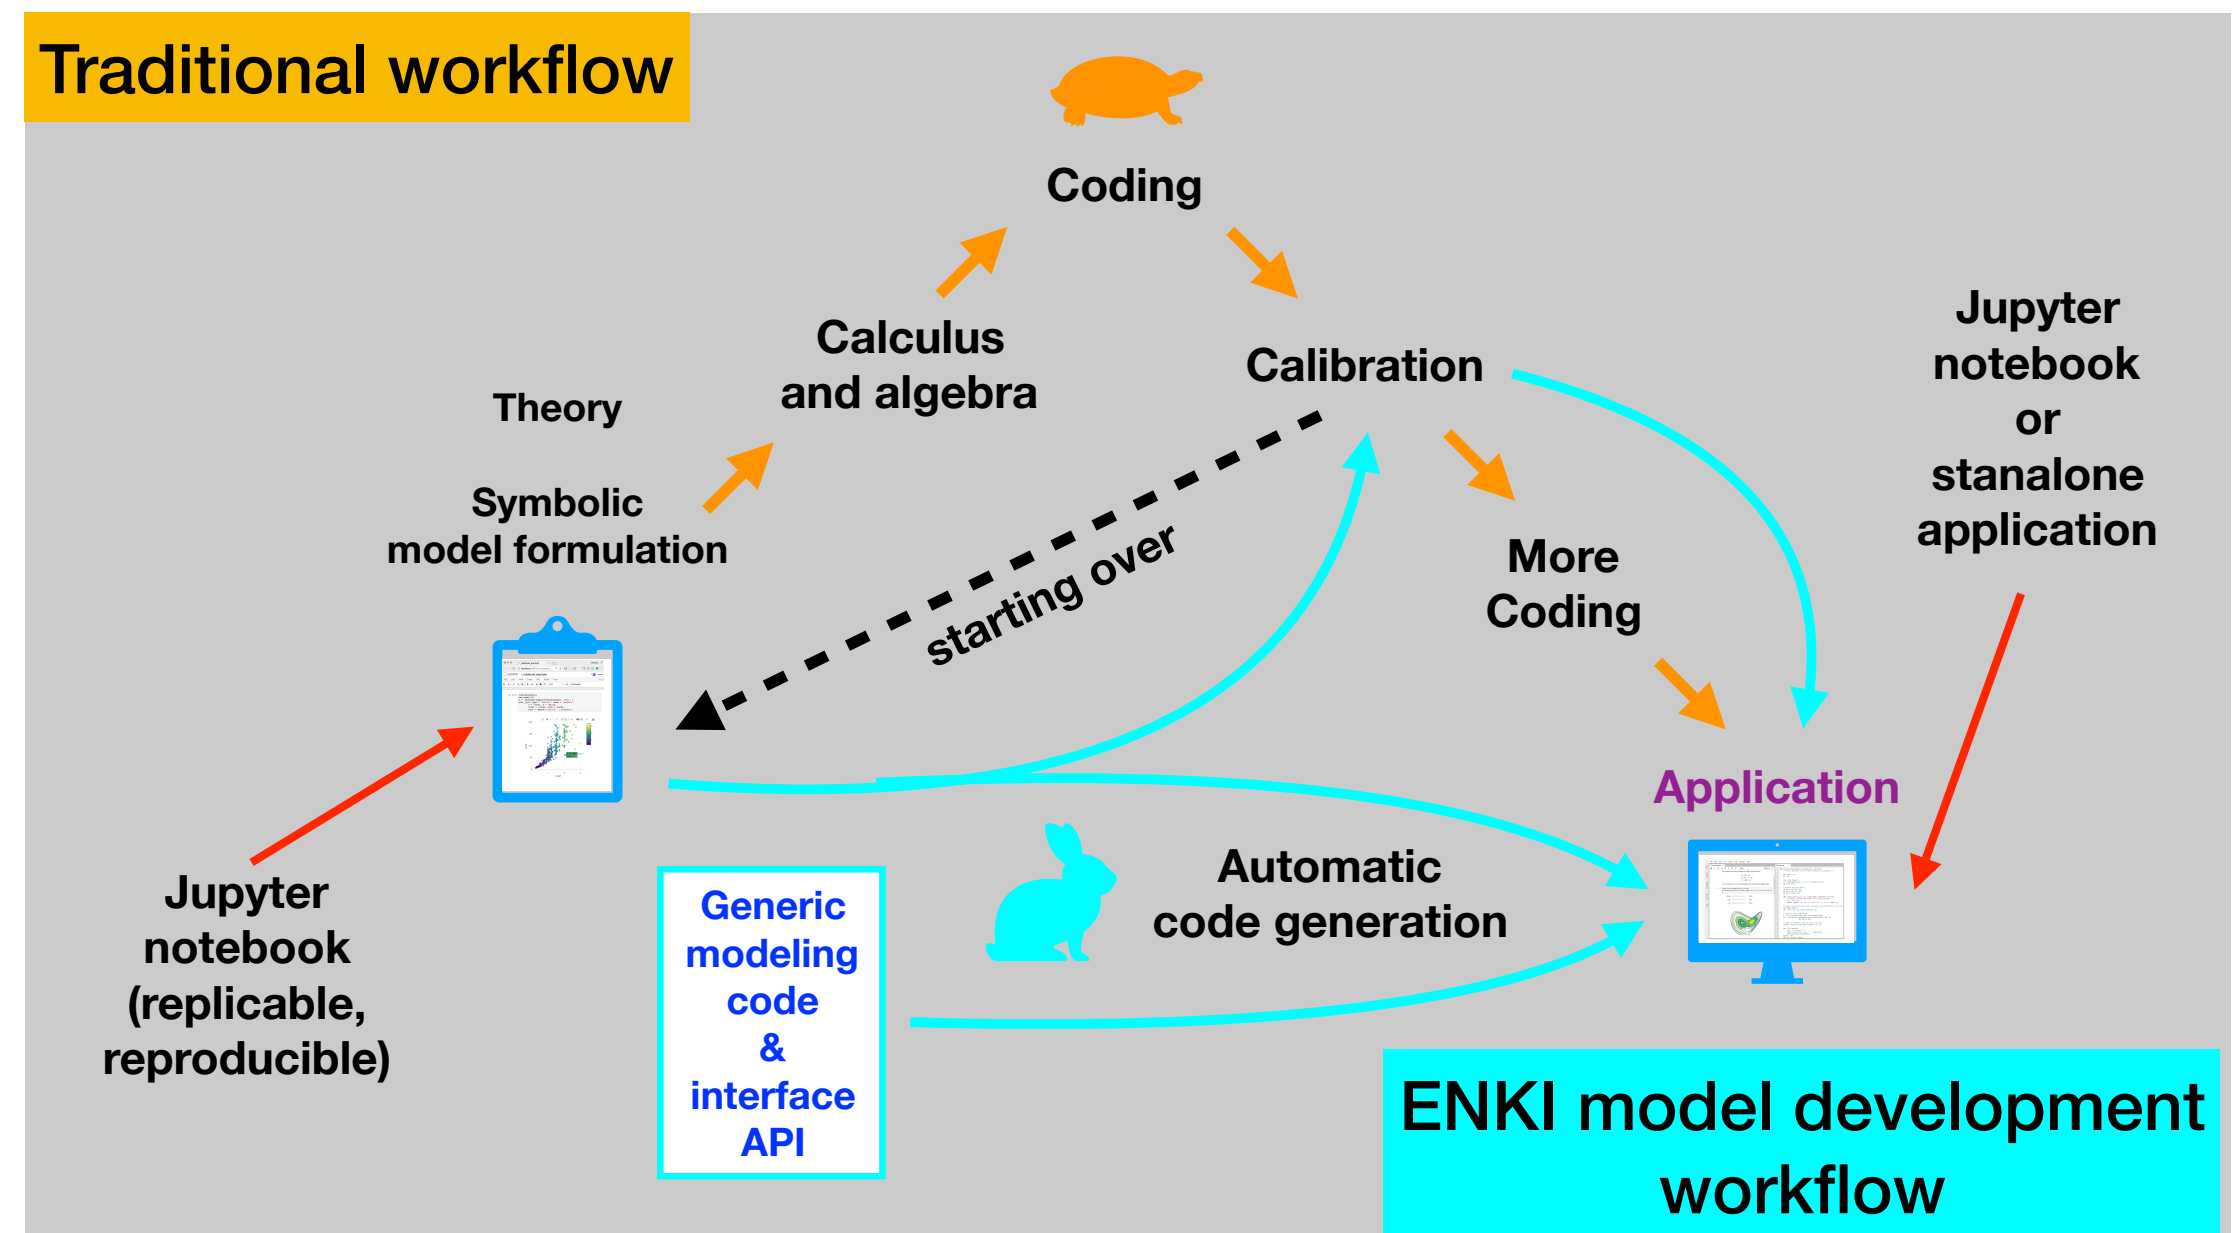 Traditional workflow
Coding
Calculus
and algebra
Calibration
Jupyter
notebook
or
stanalone
application
Theory
Symbolic
model formulation
starting over
More
Coding
Application
Automatic
code generation
Jupyter
notebook
(replicable,
reproducible)
Generic
modeling
code
&
interface
API
ENKI model development
workflow